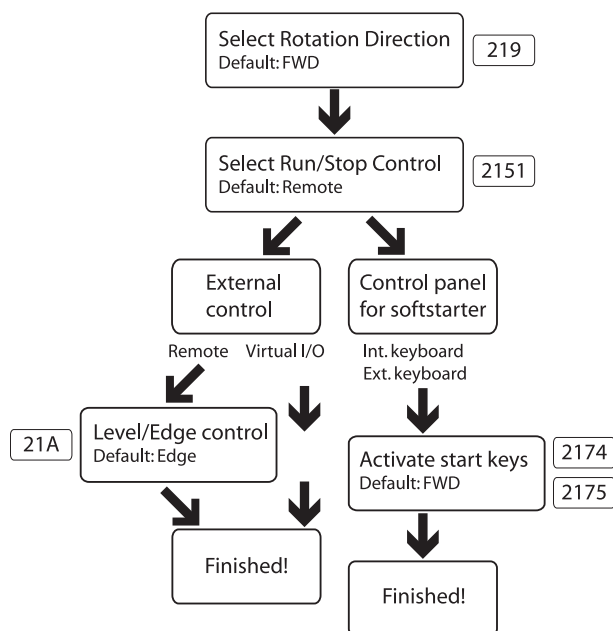 Select Rotation Direction
Default: FWD
219
Select Run/Stop Control
Default: Remote
2151
External
control
Control panel
for softstarter
Remote
Virtual I/O
Int. keyboard
Ext. keyboard
21A
Level/Edge control
Default: Edge
Activate start keys
Default: FWD
2174
2175
Finished!
Finished!